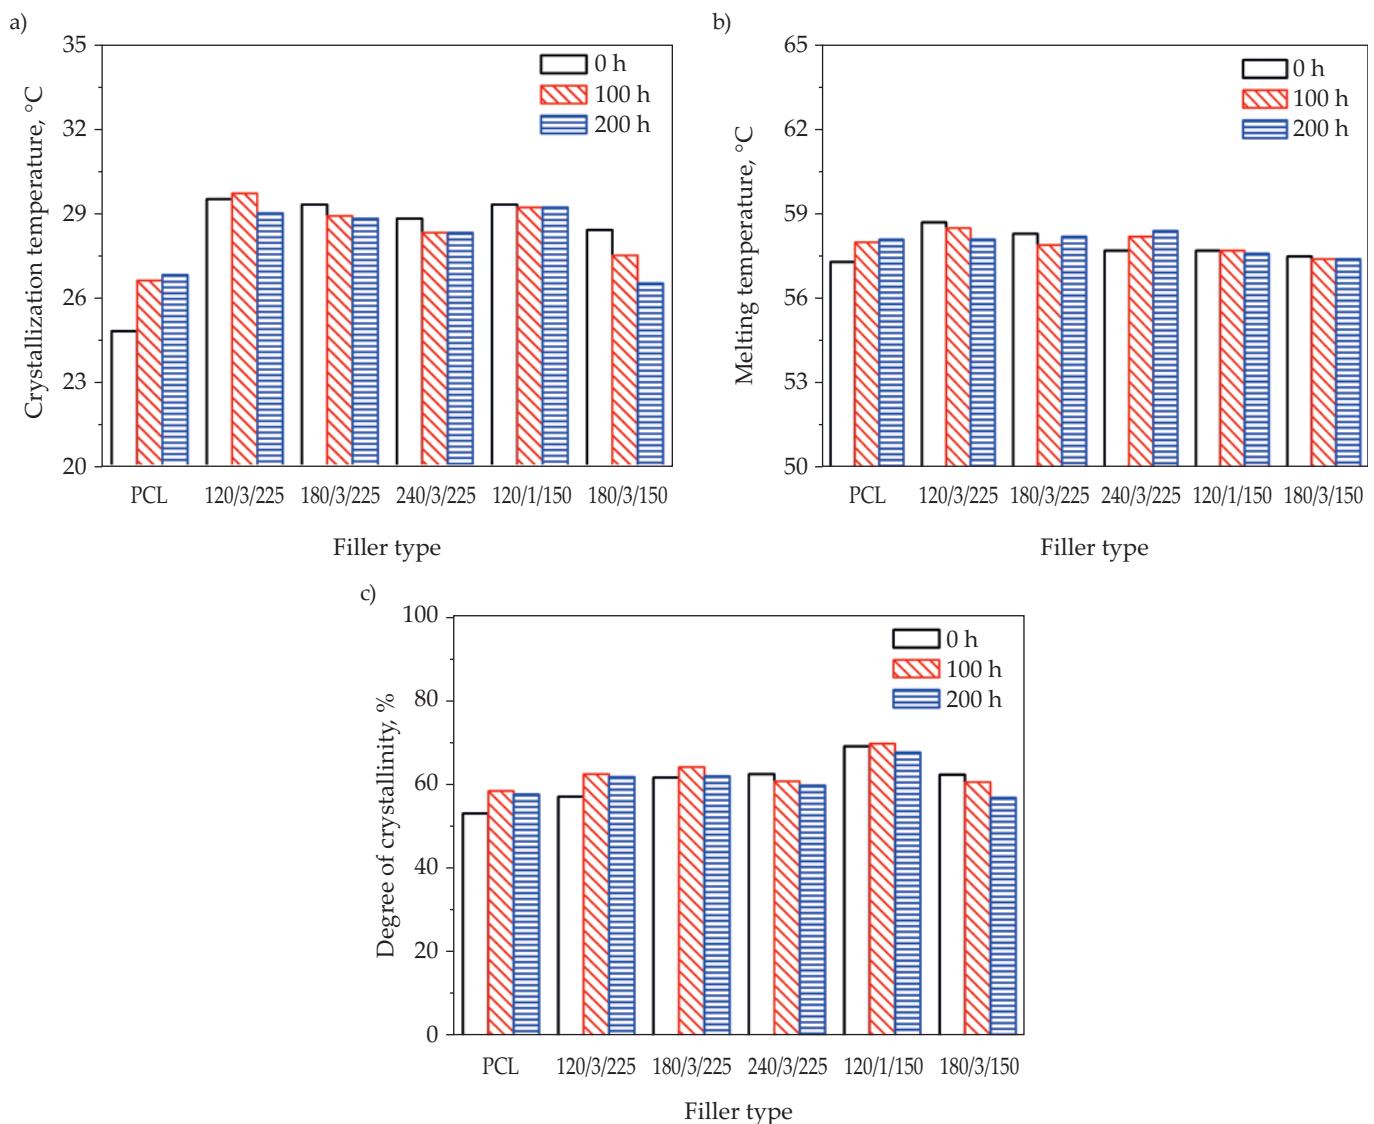 a)
35
32
29
26
23
20
Crystallization temperature, °C
0 h
100 h
200 h
PCL 120/3/225 180/3/225 240/3/225 120/1/150 180/3/150
Filler type
b)
65
62
59
56
53
50
Melting temperature, °C
0 h
100 h
200 h
PCL 120/3/225 180/3/225 240/3/225 120/1/150 180/3/150
Filler type
c)
100
80
60
40
20
0
Degree of crystallinity, %
0 h
100 h
200 h
PCL 120/3/225 180/3/225 240/3/225 120/1/150 180/3/150
Filler type